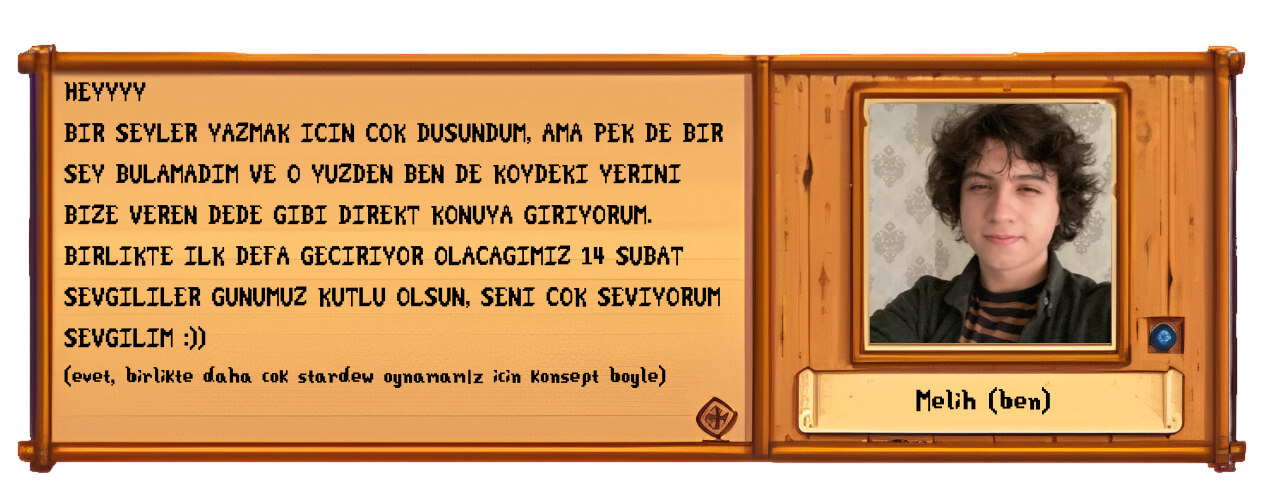 HEYYYY
BIR SEYLER YAZMAK ICIN COK DUSUNDUM, AMA PEK DE BIR
SEY BULAMADIM VE O YUZDEN BEN DE KOYDEKI YERINI
BIZE VEREN DEDE GIBI DIREKT KONUYA GIRIYORUM.
BIRLIKTE ILK DEFA GECIRIYOR OLACAGIMIZ 14 SUBAT
SEVGILILER GUNUMUZ KUTLU OLSUN, SENI COK SEVIYORUM
SEVGILIM :))
(evet, birlikte daha cok stardew oynamamız icin konsept boyle)
Melih (ben)